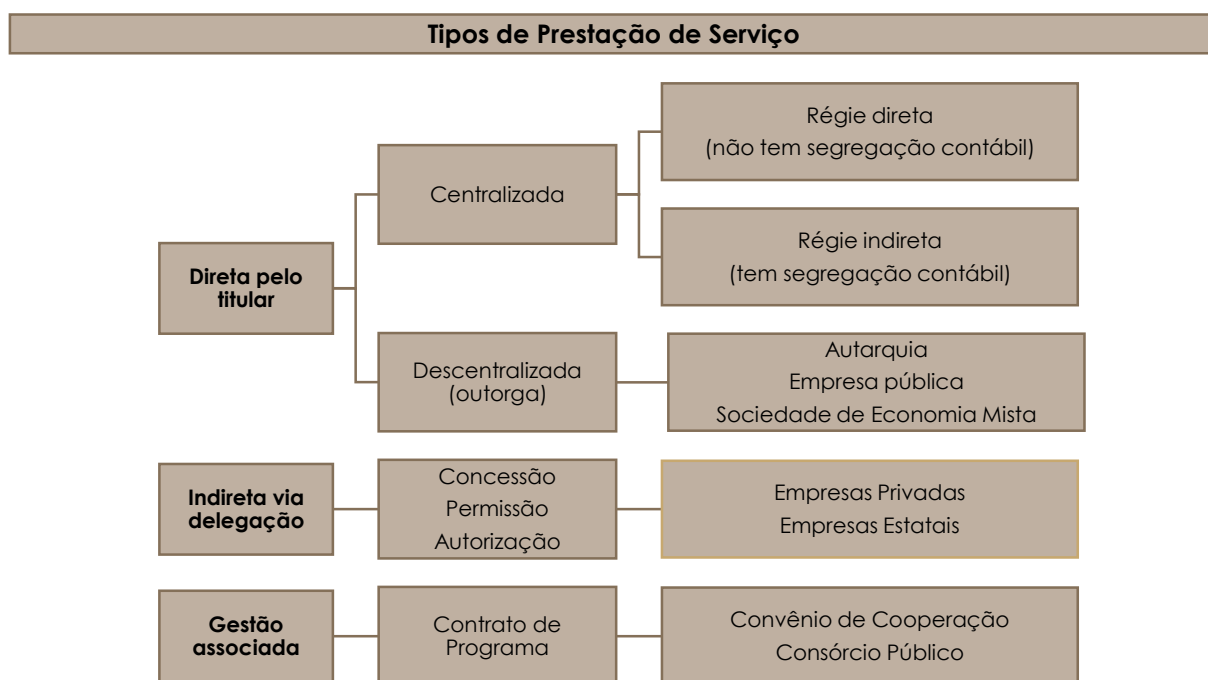 Tipos de Prestação de Serviço
Direta pelo
titular
Centralizada
Régie direta
(não tem segregação contábil)
Régie indireta
(tem segregação contábil)
Descentralizada
(outorga)
Autarquia
Empresa pública
Sociedade de Economia Mista
Indireta via
delegação
Concessão
Permissão
Autorização
Empresas Privadas
Empresas Estatais
Gestão
associada
Contrato de
Programa
Convênio de Cooperação
Consórcio Público